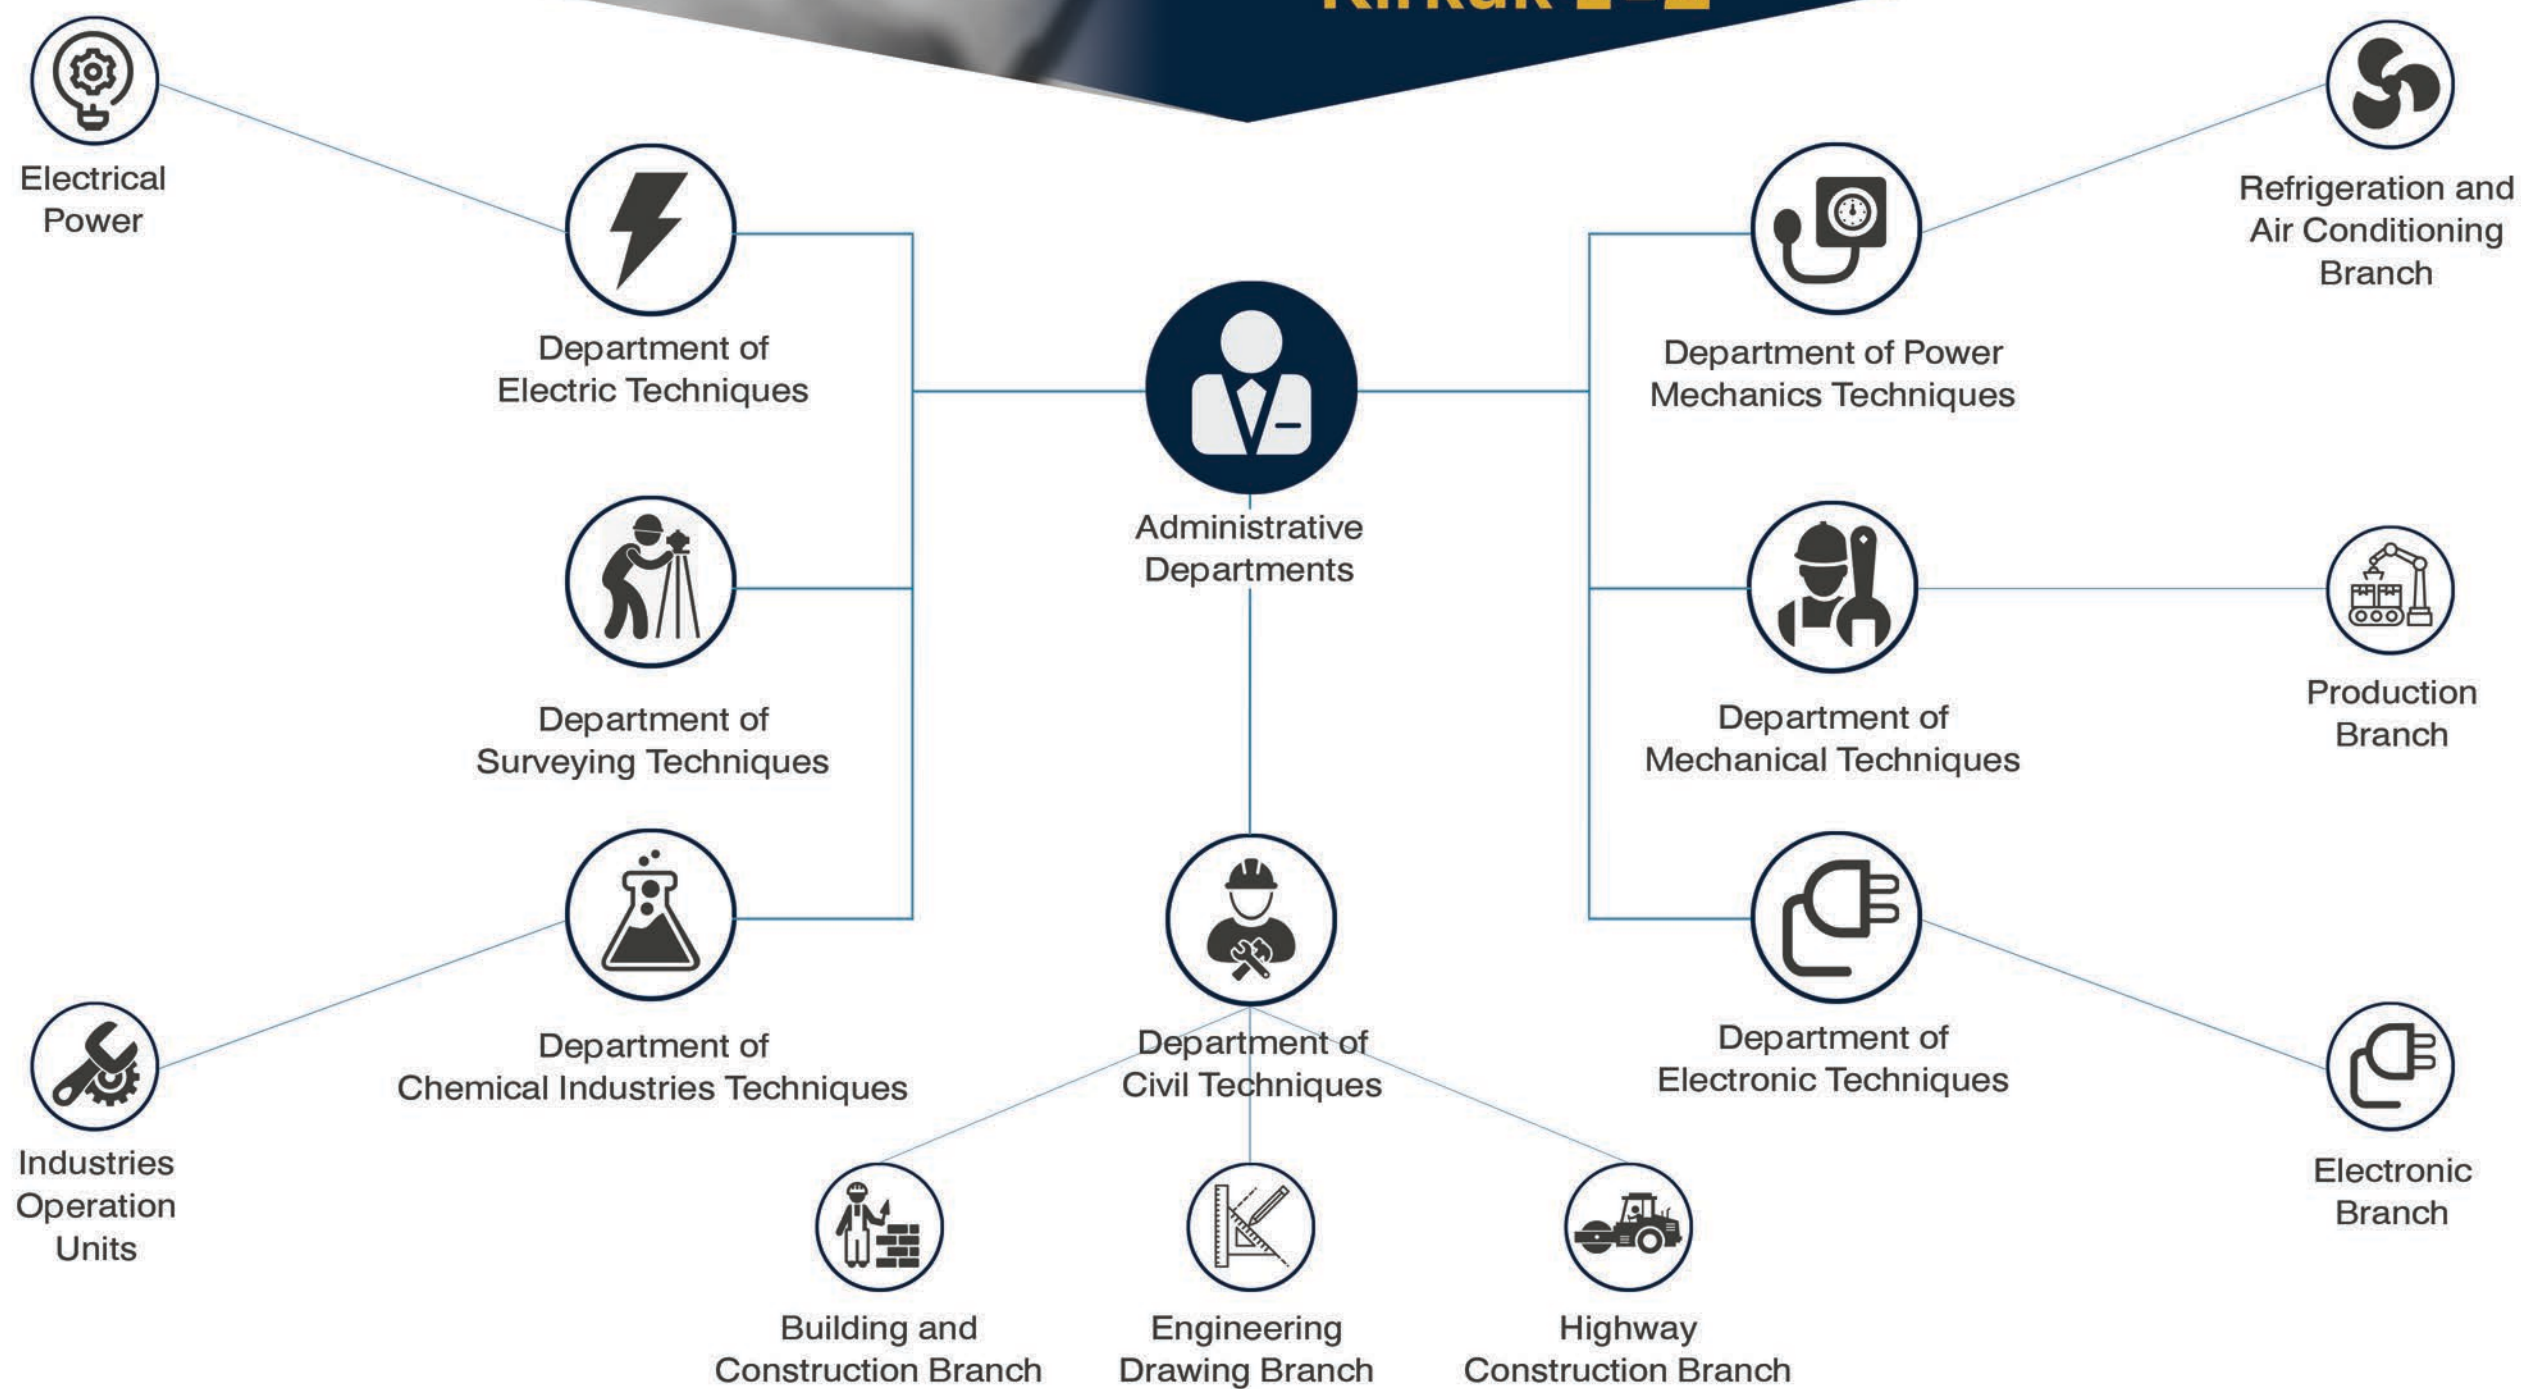 Kirkuk
Electrical
Power
Department of
Electric Techniques
Department of Power
Mechanics Techniques
Refrigeration and
Air Conditioning
Branch
Administrative
Departments
Department of
Surveying Techniques
Department of
Mechanical Techniques
Production
Branch
Department of
Chemical Industries Techniques
Department of
Civil Techniques
Department of
Electronic Techniques
Industries
Operation
Units
Electronic
Branch
Building and
Construction Branch
Engineering
Drawing Branch
Highway
Construction Branch